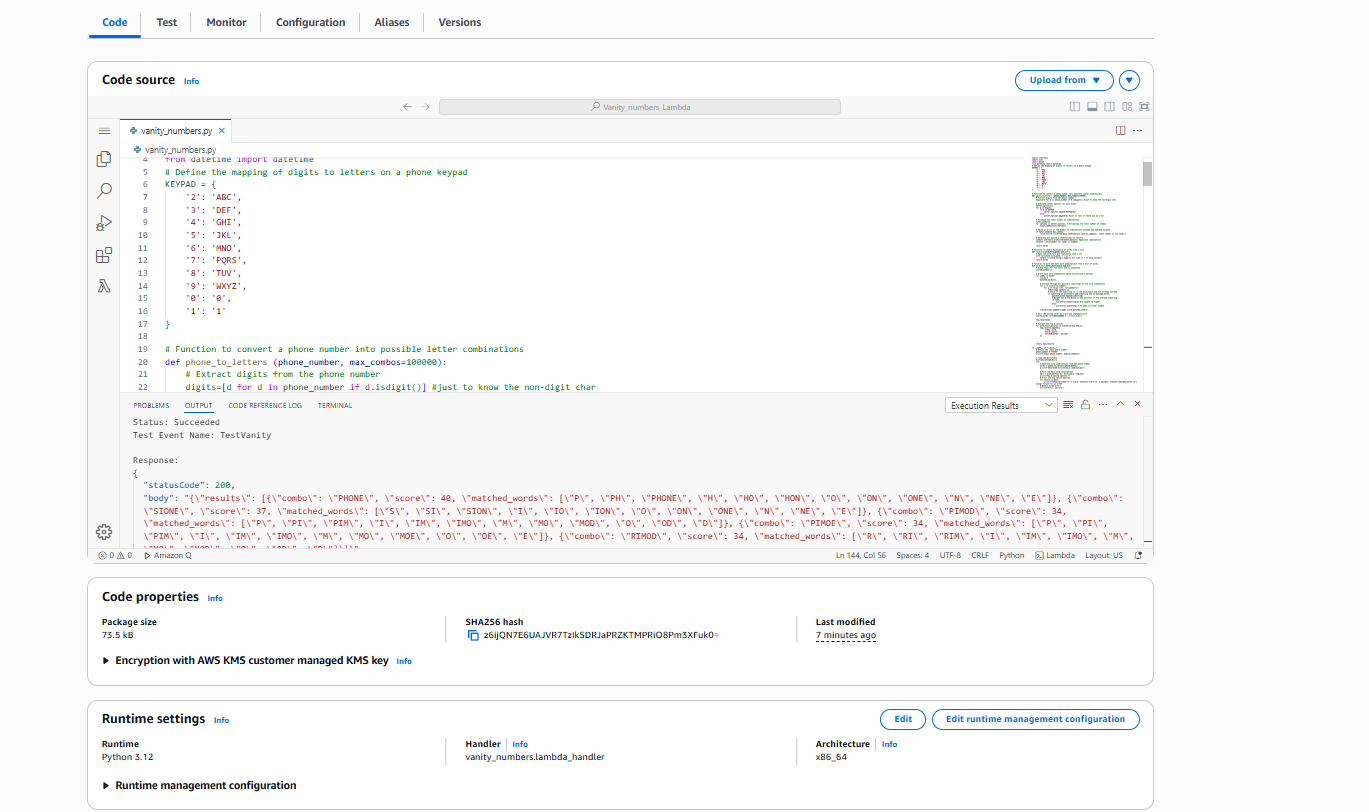 Code Test Monitor Configuration Aliases Versions
Code source Info
Upload from
Vanity_numbers_Lambda
vanity_numbers.py
vanity_numbers.py
4 from datetime import datetime
5 # Define the mapping of digits to letters on a phone keypad
6 KEYPAD = {
7 '2': 'ABC',
8 '3': 'DEF',
9 '4': 'GHI',
10 '5': 'JKL',
11 '6': 'MNO',
12 '7': 'PQRS',
13 '8': 'TUV',
14 '9': 'WXYZ',
15 '0': '0',
16 '1': '1'
17 }
18
19 # Function to convert a phone number into possible letter combinations
20 def phone_to_letters (phone_number, max_combos=100000):
21 # Extract digits from the phone number
22 digits=[d for d in phone_number if d.isdigit()] #just to know the non-digit char
PROBLEMS OUTPUT CODE REFERENCE LOG TERMINAL
Execution Results
Status: Succeeded
Test Event Name: TestVanity
Response:
{
"statusCode": 200,
"body": "{\"results\": [{\"combo\": \"PHONE\", \"score\": 40, \"matched_words\": [\"P\", \"PH\", \"PHONE\", \"H\", \"HO\", \"HON\", \"O\", \"ON\", \"ONE\", \"N\", \"NE\", \"E\"]}, {\"combo\":
\"SIONE\", \"score\": 37, \"matched_words\": [\"S\", \"SI\", \"SION\", \"I\", \"IO\", \"ION\", \"O\", \"ON\", \"ONE\", \"N\", \"NE\", \"E\"]}, {\"combo\": \"PIMOD\", \"score\": 34,
\"matched_words\": [\"P\", \"PI\", \"PIM\", \"I\", \"IM\", \"IMO\", \"M\", \"MO\", \"MOD\", \"O\", \"OD\", \"D\"]}, {\"combo\": \"PIMOE\", \"score\": 34, \"matched_words\": [\"P\", \"PI\",
\"PIM\", \"I\", \"IM\", \"IMO\", \"M\", \"MO\", \"MOE\", \"O\", \"OE\", \"E\"]}, {\"combo\": \"RIMOD\", \"score\": 34, \"matched_words\": [\"R\", \"RI\", \"RIM\", \"I\", \"IM\", \"IMO\", \"M\",
0 0 Amazon Q
Ln 144, Col 56 Spaces: 4 UTF-8 CRLF Python Lambda Layout: US
Code properties Info
Package size
73.5 kB
SHA256 hash
z6ijQN7E6UAJVR7TzIkSDRJaPRZKTMPRiO8Pm3XFuk0=
Last modified
7 minutes ago
Encryption with AWS KMS customer managed KMS key Info
Runtime settings Info
Edit
Edit runtime management configuration
Runtime
Python 3.12
Handler Info
vanity_numbers.lambda_handler
Architecture Info
x86_64
Runtime management configuration